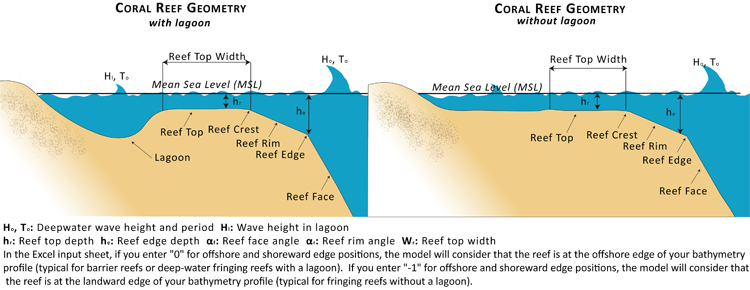 CORAL REEF GEOMETRY
with lagoon
Hₒ, Tₒ
Reef Top Width
Hₗ, Tₒ
Mean Sea Level (MSL)
hᵣ
hₑ
Reef Top
Reef Crest
Reef Rim
Reef Edge
Lagoon
Reef Face
CORAL REEF GEOMETRY
without lagoon
Hₒ, Tₒ
Reef Top Width
Mean Sea Level (MSL)
hᵣ
hₑ
Reef Top
Reef Crest
Reef Rim
Reef Edge
Reef Face
Hₒ, Tₒ: Deepwater wave height and period Hₗ: Wave height in lagoon
hᵣ: Reef top depth hₑ: Reef edge depth αf: Reef face angle αᵣ: Reef rim angle Wᵣ: Reef top width
In the Excel input sheet, if you enter "0" for offshore and shoreward edge positions, the model will consider that the reef is at the offshore edge of your bathymetry
profile (typical for barrier reefs or deep-water fringing reefs with a lagoon). If you enter "-1" for offshore and shoreward edge positions, the model will consider that
the reef is at the landward edge of your bathymetry profile (typical for fringing reefs without a lagoon).